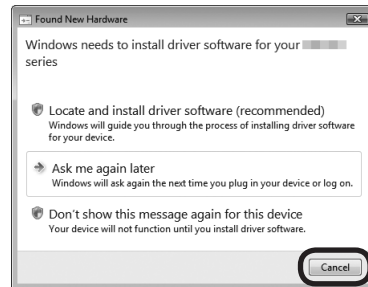 Found New Hardware
Windows needs to install driver software for your
series
Locate and install driver software (recommended)
Windows will guide you through the process of installing driver software
for your device.
Ask me again later
Windows will ask again the next time you plug in your device or log on.
Don't show this message again for this device
Your device will not function until you install driver software.
Cancel